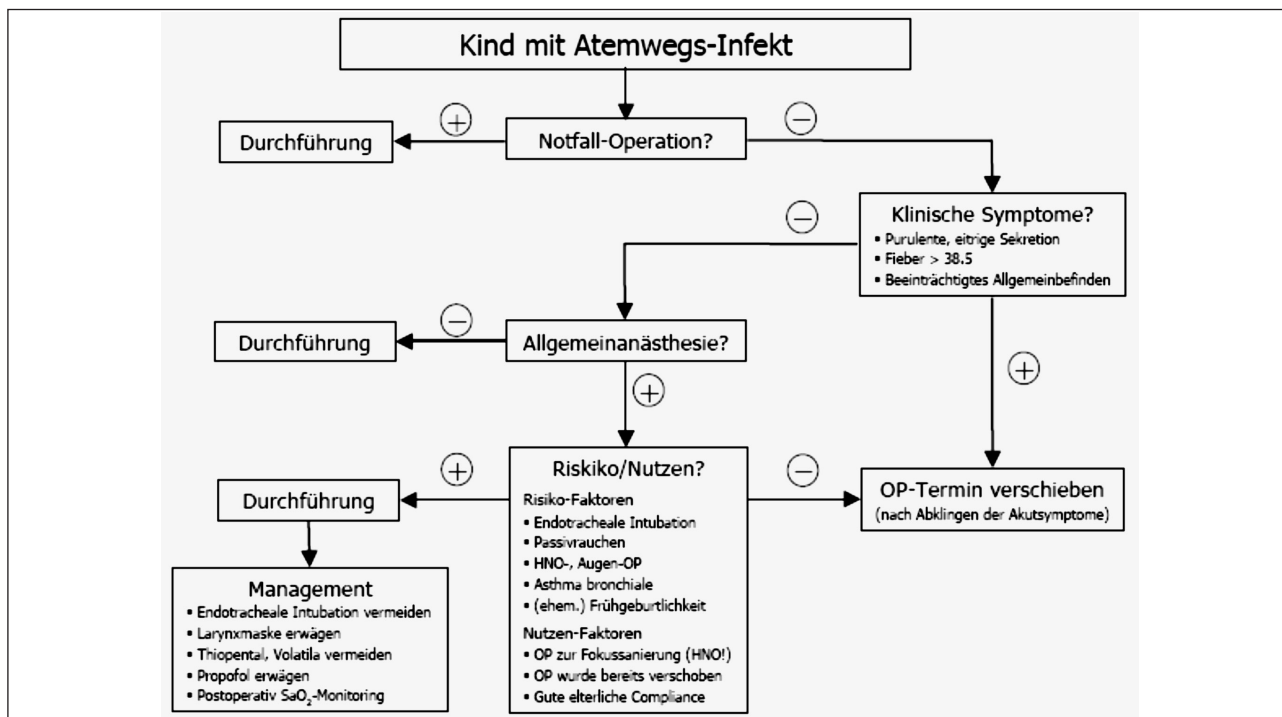 Kind mit Atemwegs-Infekt
+
−
Durchführung
Notfall-Operation?
Klinische Symptome?
▪ Purulente, eitrige Sekretion
▪ Fieber > 38.5
▪ Beeinträchtigtes Allgemeinbefinden
−
−
Durchführung
Allgemeinanästhesie?
+
+
+
−
Durchführung
Riskiko/Nutzen?
Risiko-Faktoren
▪ Endotracheale Intubation
▪ Passivrauchen
▪ HNO-, Augen-OP
▪ Asthma bronchiale
▪ (ehem.) Frühgeburtlichkeit
Nutzen-Faktoren
▪ OP zur Fokussanierung (HNO!)
▪ OP wurde bereits verschoben
▪ Gute elterliche Compliance
OP-Termin verschieben
(nach Abklingen der Akutsymptome)
Management
▪ Endotracheale Intubation vermeiden
▪ Larynxmaske erwägen
▪ Thiopental, Volatila vermeiden
▪ Propofol erwägen
▪ Postoperativ SaO₂-Monitoring